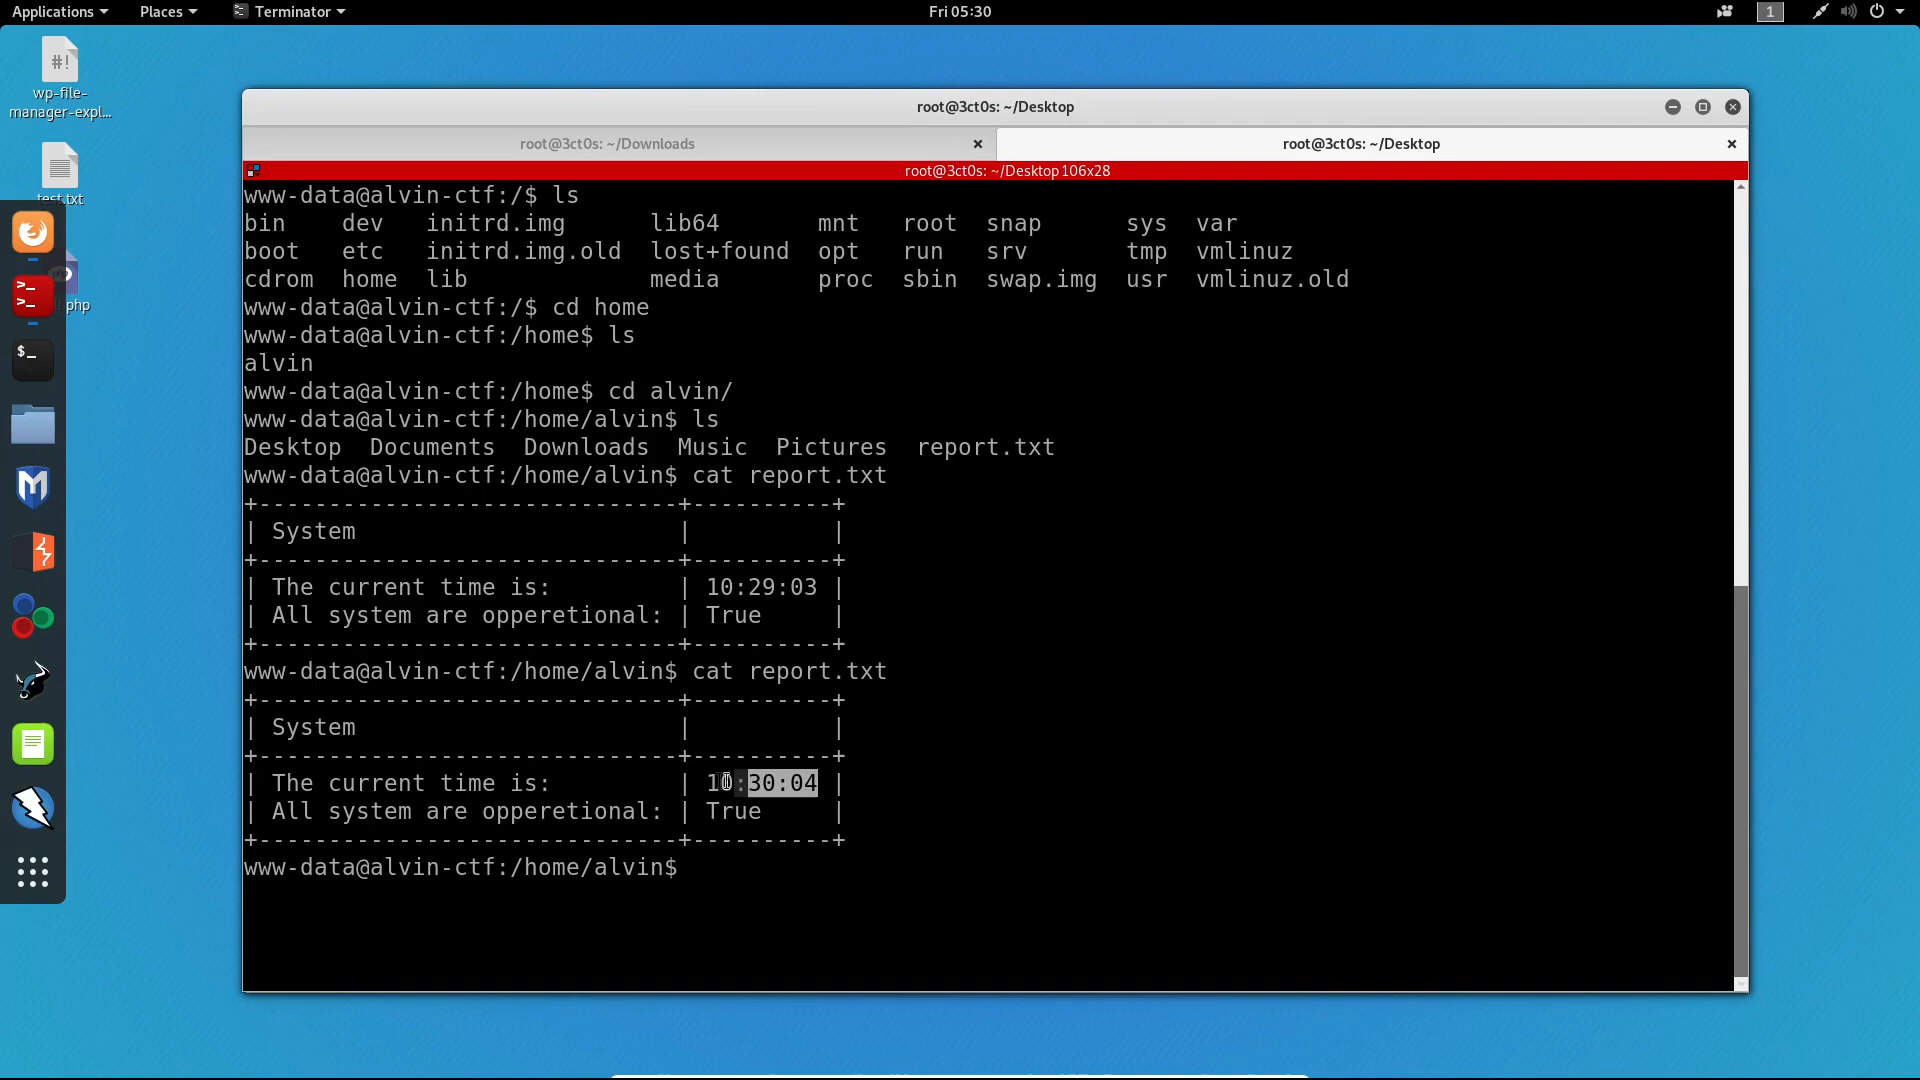 Applications Places Terminator Fri 05:30 1
#!
wp-file-
manager-expl...
test.txt
.php
root@3ct0s: ~/Desktop
root@3ct0s: ~/Downloads root@3ct0s: ~/Desktop
root@3ct0s: ~/Desktop 106x28
www-data@alvin-ctf:/$ ls
bin dev initrd.img lib64 mnt root snap sys var
boot etc initrd.img.old lost+found opt run srv tmp vmlinuz
cdrom home lib media proc sbin swap.img usr vmlinuz.old
www-data@alvin-ctf:/$ cd home
www-data@alvin-ctf:/home$ ls
alvin
www-data@alvin-ctf:/home$ cd alvin/
www-data@alvin-ctf:/home/alvin$ ls
Desktop Documents Downloads Music Pictures report.txt
www-data@alvin-ctf:/home/alvin$ cat report.txt
+------------------------------+----------+
| System | |
+------------------------------+----------+
| The current time is: | 10:29:03 |
| All system are opperetional: | True |
+------------------------------+----------+
www-data@alvin-ctf:/home/alvin$ cat report.txt
+------------------------------+----------+
| System | |
+------------------------------+----------+
| The current time is: | 10:30:04 |
| All system are opperetional: | True |
+------------------------------+----------+
www-data@alvin-ctf:/home/alvin$